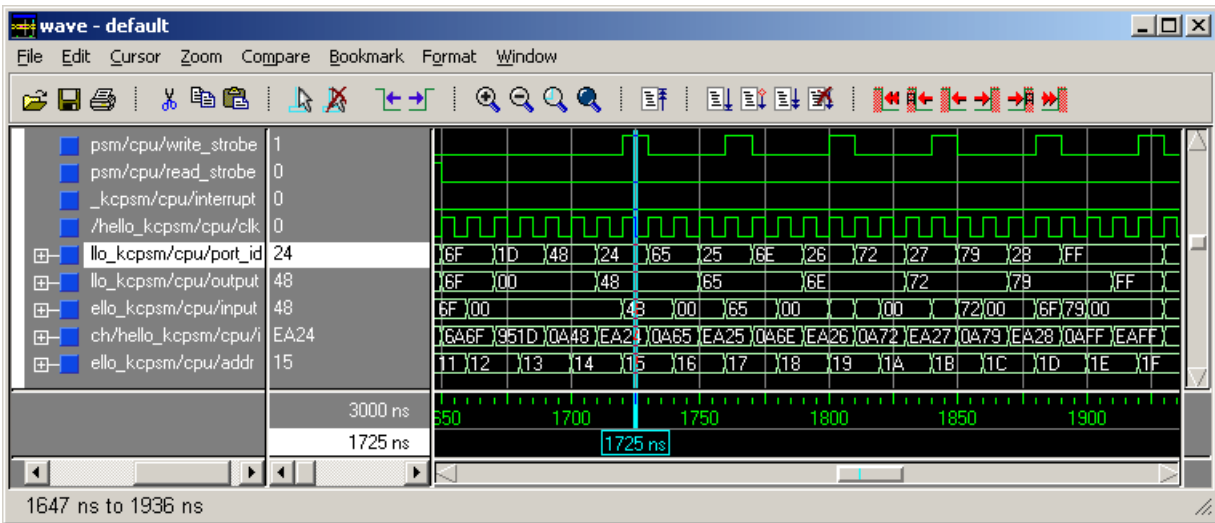 wave - default
File Edit Cursor Zoom Compare Bookmark Format Window
psm/cpu/write_strobe 1
psm/cpu/read_strobe 0
_kcpsm/cpu/interrupt 0
/hello_kcpsm/cpu/clk 0
llo_kcpsm/cpu/port_id 24 6F 1D 48 24 65 25 6E 26 72 27 79 28 FF
llo_kcpsm/cpu/output 48 6F 00 48 65 6E 72 79 FF
ello_kcpsm/cpu/input 48 6F 00 48 00 65 00 00 72 00 6F 79 00
ch/hello_kcpsm/cpu/i EA24 6A6F 951D 0A48 EA24 0A65 EA25 0A6E EA26 0A72 EA27 0A79 EA28 0AFF EAFF
ello_kcpsm/cpu/addr 15 11 12 13 14 15 16 17 18 19 1A 1B 1C 1D 1E 1F
3000 ns 650 1700 1750 1800 1850 1900
1725 ns 1725 ns
1647 ns to 1936 ns